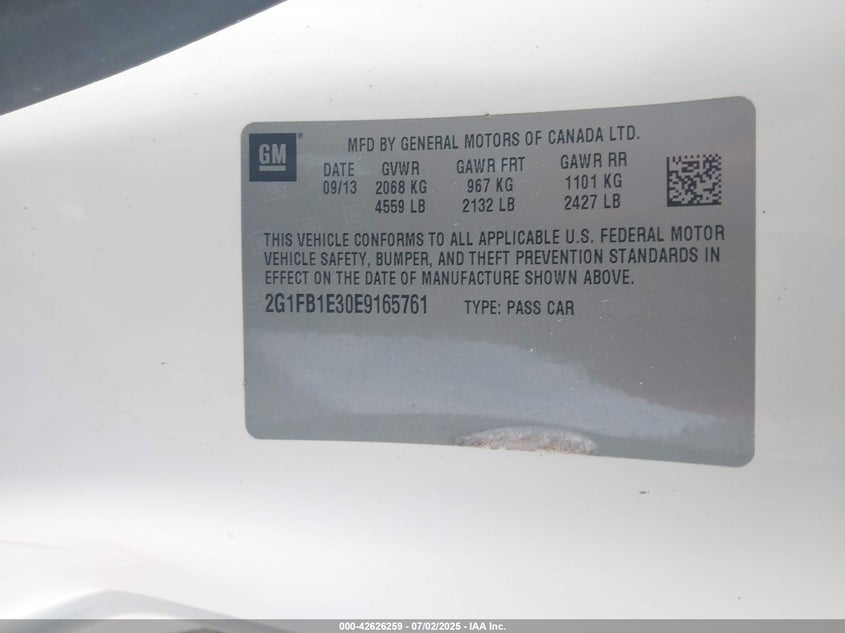 GM ®
MFD BY GENERAL MOTORS OF CANADA LTD.
DATE GVWR GAWR FRT GAWR RR
09/13 2068 KG 967 KG 1101 KG
4559 LB 2132 LB 2427 LB
THIS VEHICLE CONFORMS TO ALL APPLICABLE U.S. FEDERAL MOTOR
VEHICLE SAFETY, BUMPER, AND THEFT PREVENTION STANDARDS IN
EFFECT ON THE DATE OF MANUFACTURE SHOWN ABOVE.
2G1FB1E30E9165761 TYPE: PASS CAR
000-42626259 - 07/02/2025 - IAA Inc.